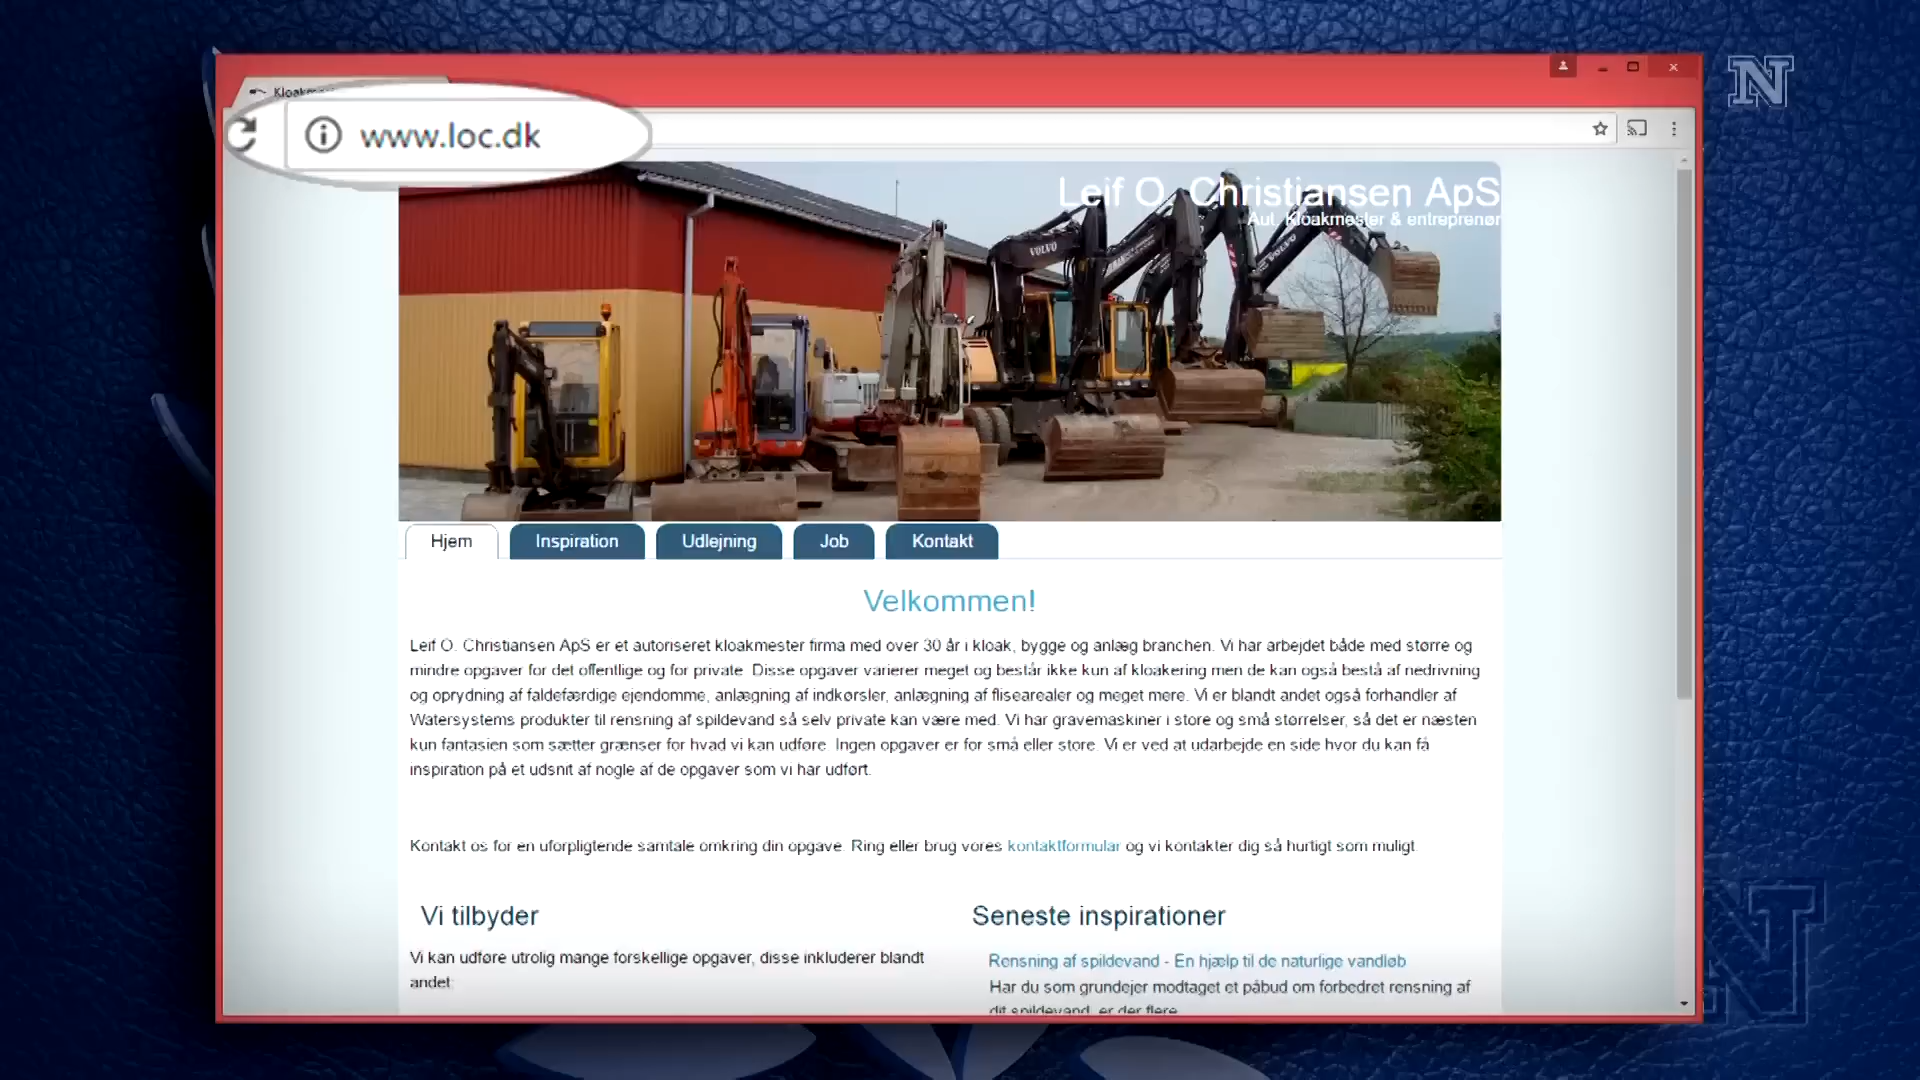 N
Kloakmes
www.loc.dk
Leif O. Christiansen ApS
Aut. Kloakmester & entreprenør
VOLVO
VOLVO
Hjem
Inspiration
Udlejning
Job
Kontakt
Velkommen!
Leif O. Christiansen ApS er et autoriseret kloakmester firma med over 30 år i kloak, bygge og anlæg branchen. Vi har arbejdet både med større og
mindre opgaver for det offentlige og for private. Disse opgaver varierer meget og består ikke kun af kloakering men de kan også bestå af nedrivning
og oprydning af faldefærdige ejendomme, anlægning af indkørsler, anlægning af flisearealer og meget mere. Vi er blandt andet også forhandler af
Watersystems produkter til rensning af spildevand så selv private kan være med. Vi har gravemaskiner i store og små størrelser, så det er næsten
kun fantasien som sætter grænser for hvad vi kan udføre. Ingen opgaver er for små eller store. Vi er ved at udarbejde en side hvor du kan få
inspiration på et udsnit af nogle af de opgaver som vi har udført.
Kontakt os for en uforpligtende samtale omkring din opgave. Ring eller brug vores kontaktformular og vi kontakter dig så hurtigt som muligt.
Vi tilbyder
Vi kan udføre utrolig mange forskellige opgaver, disse inkluderer blandt
andet:
Seneste inspirationer
Rensning af spildevand - En hjælp til de naturlige vandløb
Har du som grundejer modtaget et påbud om forbedret rensning af
dit spildevand, er der flere
N